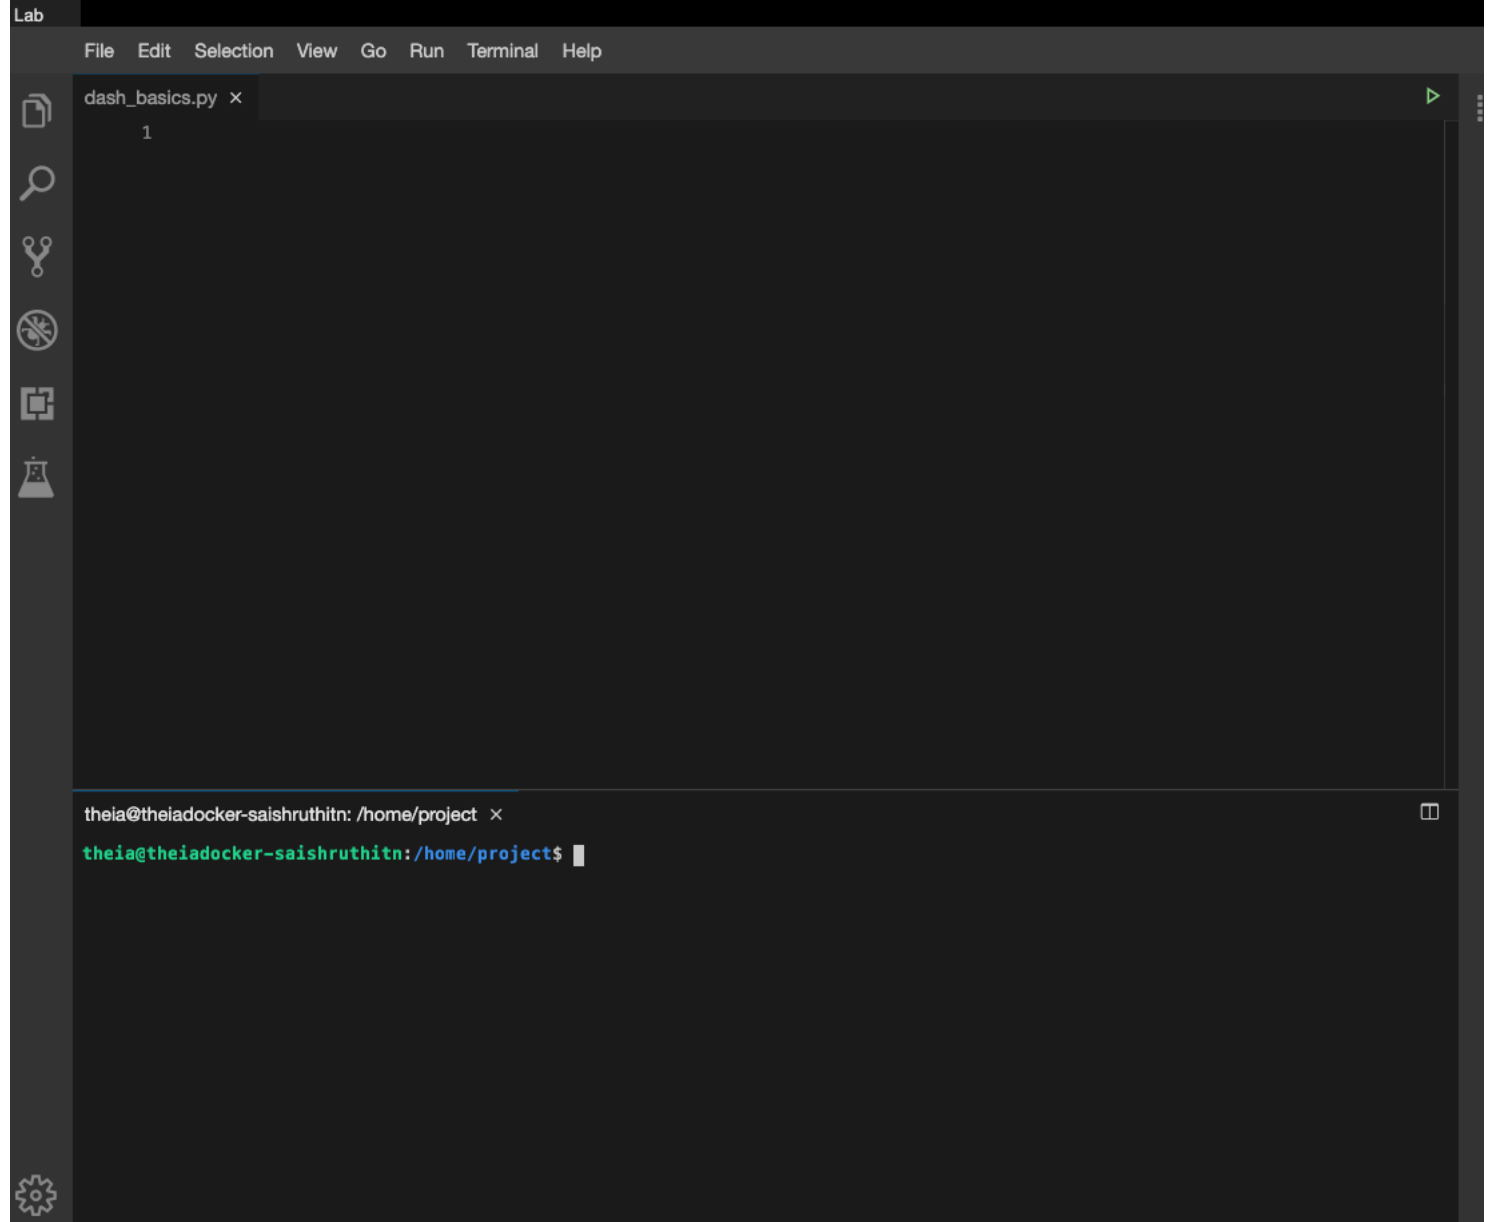 Lab
File Edit Selection View Go Run Terminal Help
dash_basics.py ×
1
theia@theiadocker-saishruthitn: /home/project ×
theia@theiadocker-saishruthitn:/home/project$